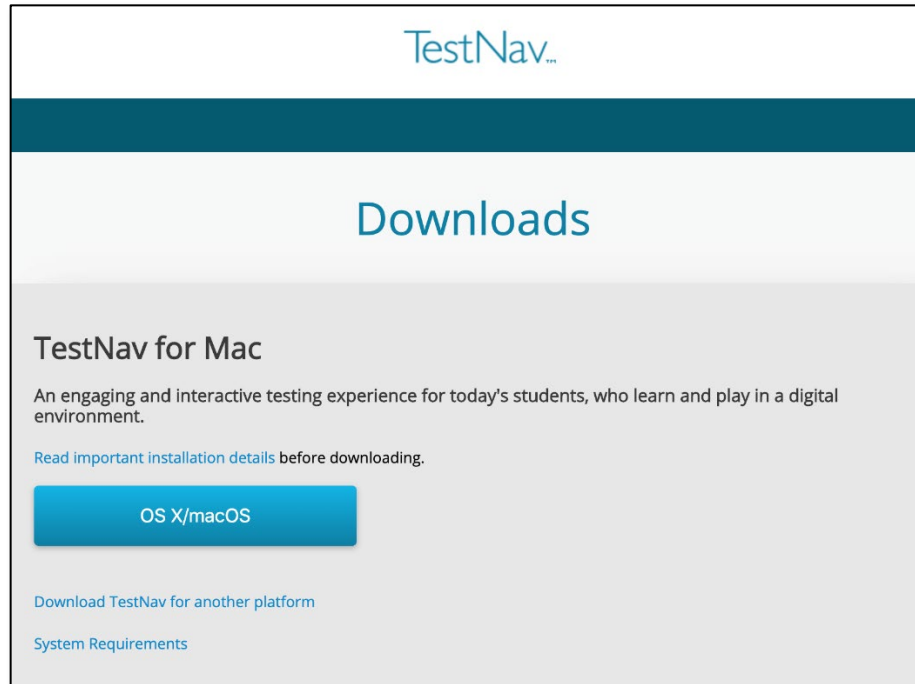 TestNav™
Downloads
TestNav for Mac
An engaging and interactive testing experience for today's students, who learn and play in a digital
environment.
Read important installation details before downloading.
OS X/macOS
Download TestNav for another platform
System Requirements